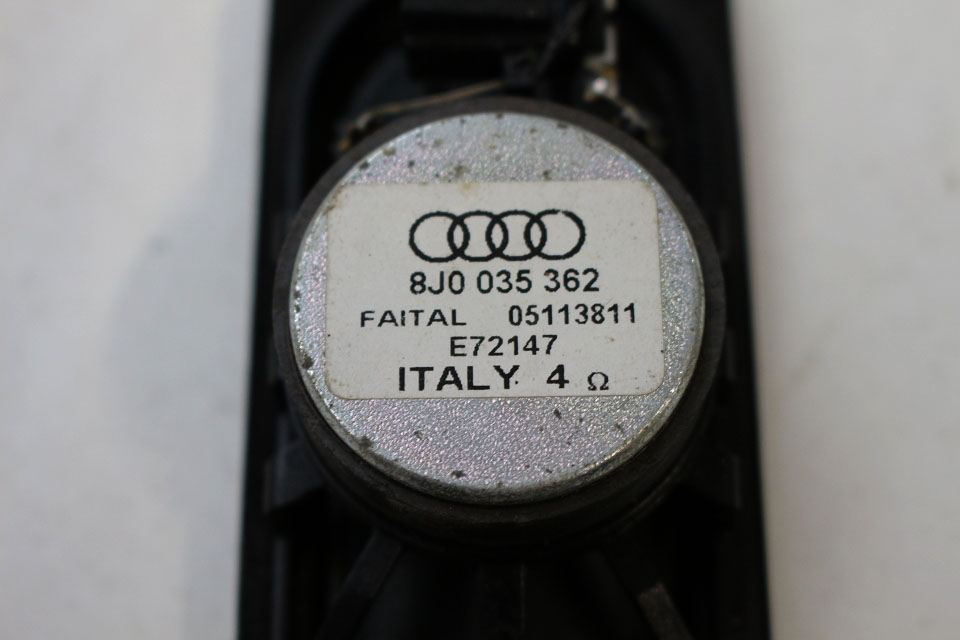 8J0 035 362
FAITAL 05113811
E72147
ITALY 4 Ω